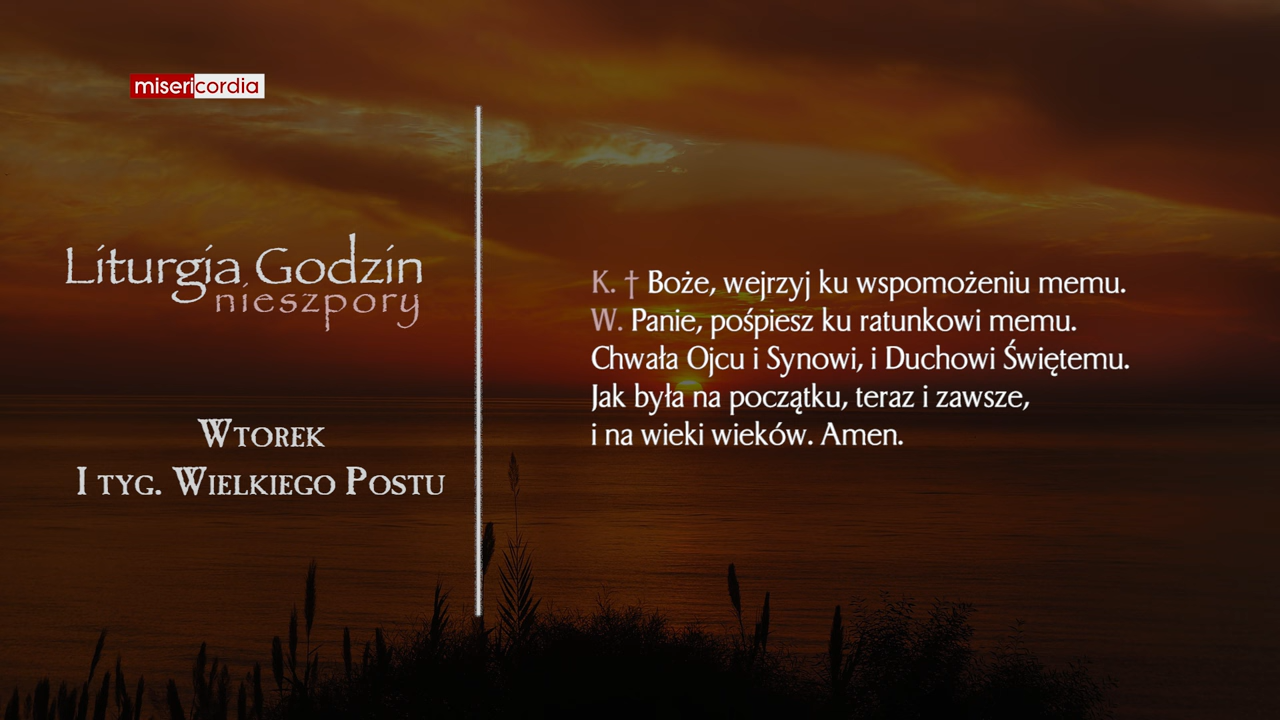 misericordia
Liturgia Godzin
nieszpory
Wtorek
I tyg. Wielkiego Postu
K. † Boże, wejrzyj ku wspomożeniu memu.
W. Panie, pośpiesz ku ratunkowi memu.
Chwała Ojcu i Synowi, i Duchowi Świętemu.
Jak była na początku, teraz i zawsze,
i na wieki wieków. Amen.